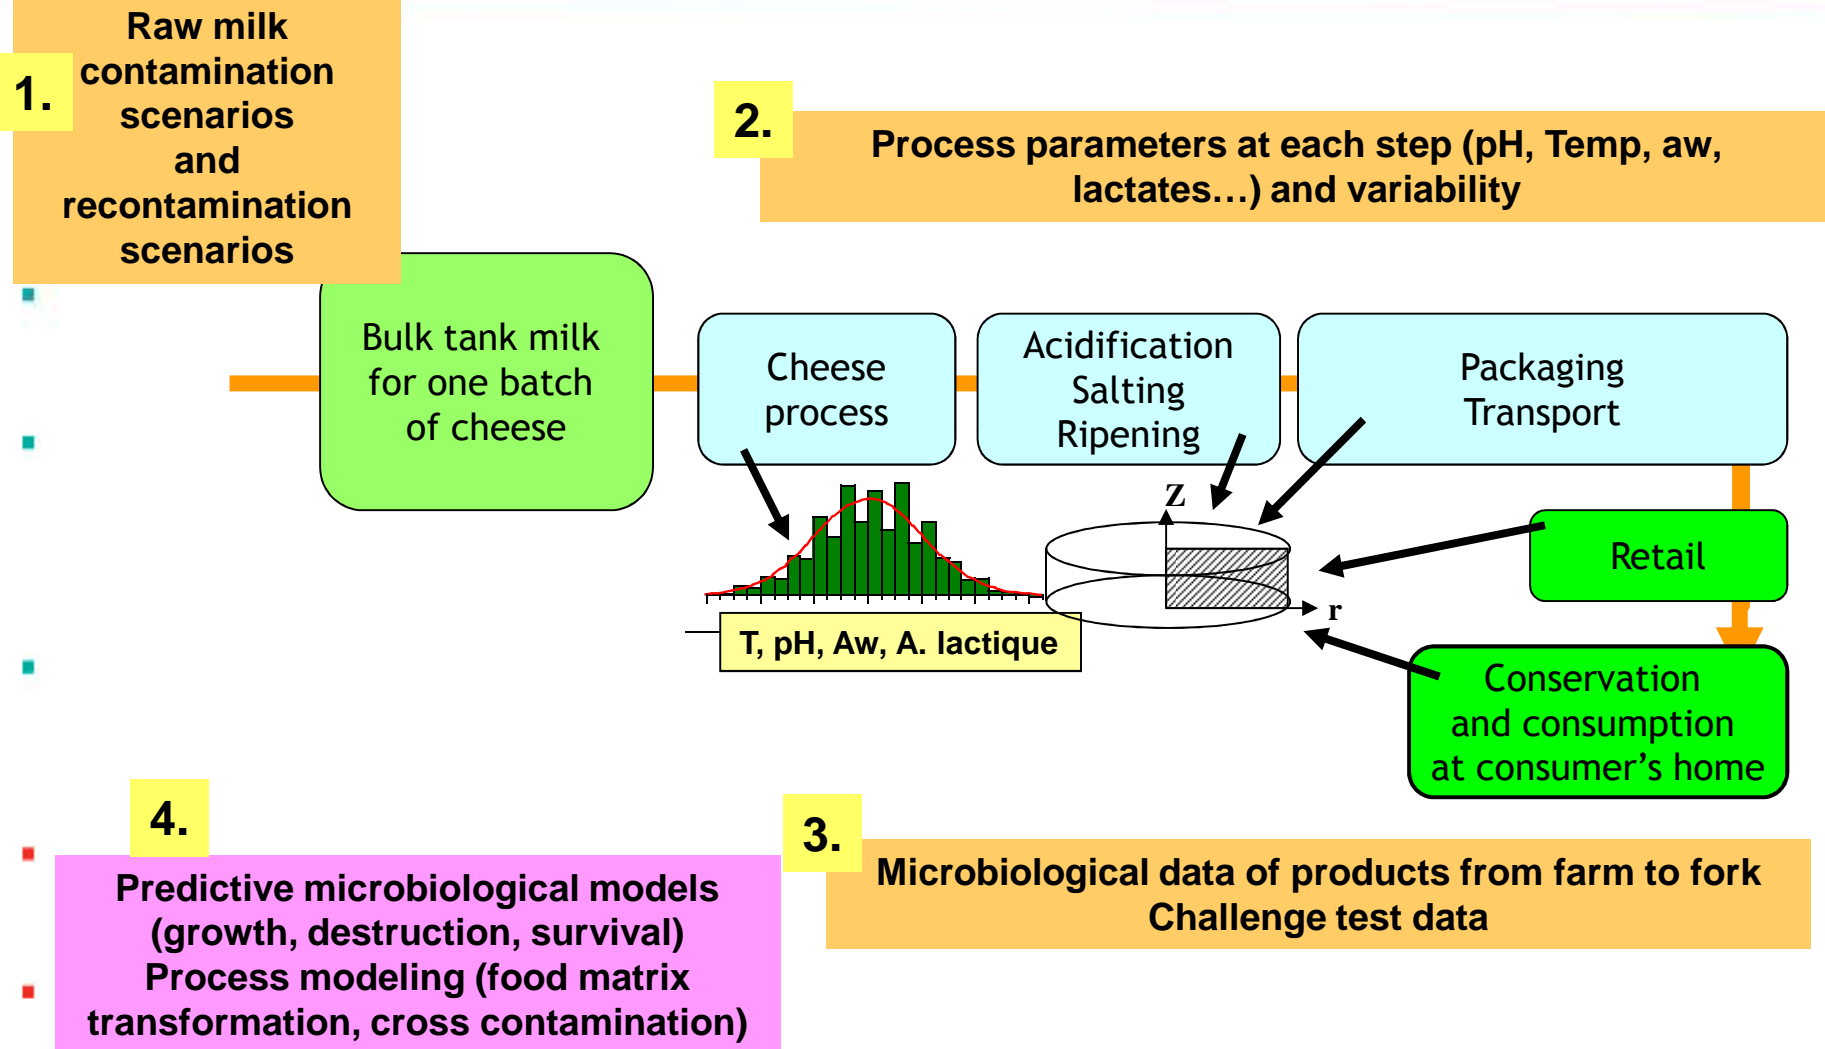 1.
Raw milk
contamination
scenarios
and
recontamination
scenarios
2.
Process parameters at each step (pH, Temp, aw,
lactates…) and variability
Bulk tank milk
for one batch
of cheese
Cheese
process
Acidification
Salting
Ripening
Packaging
Transport
Z
r
T, pH, Aw, A. lactique
Retail
Conservation
and consumption
at consumer’s home
4.
Predictive microbiological models
(growth, destruction, survival)
Process modeling (food matrix
transformation, cross contamination)
3.
Microbiological data of products from farm to fork
Challenge test data